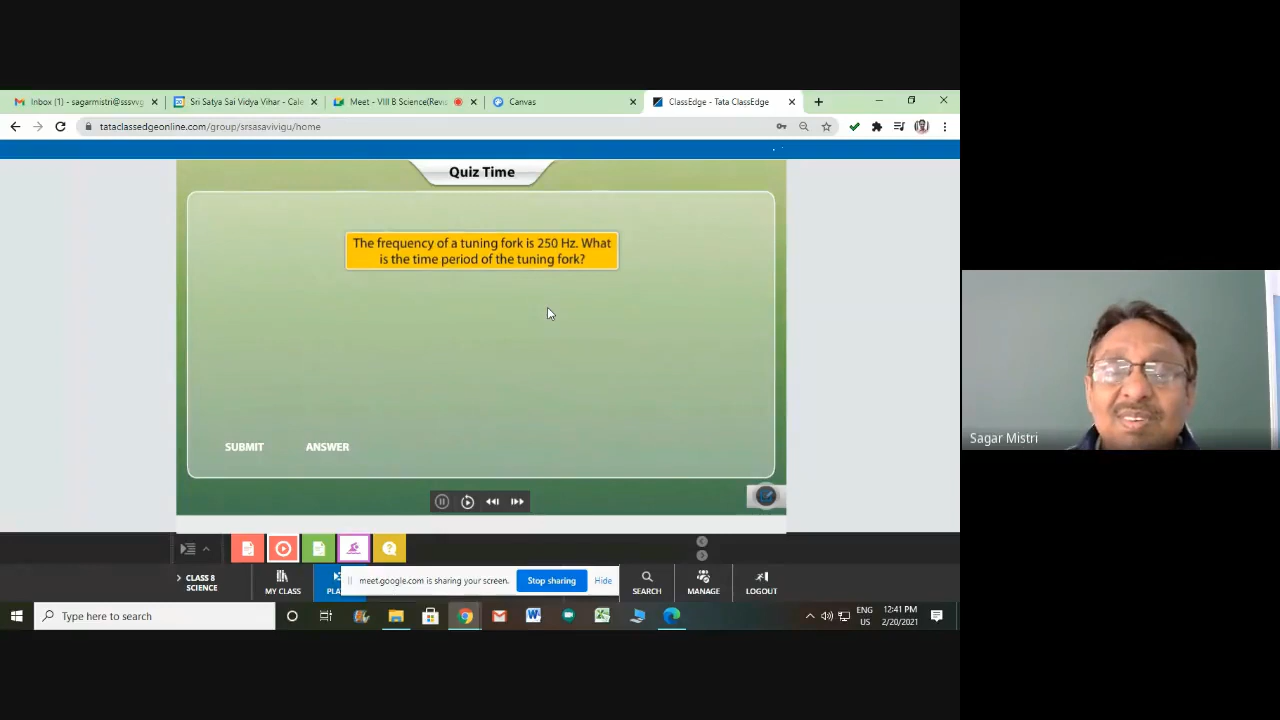 Inbox (1) - sagarmistri@sssvvg
Sri Satya Sai Vidya Vihar - Cale
Meet - VIII B Science(Revis
Canvas
ClassEdge - Tata ClassEdge
tataclassedgeonline.com/group/srsasavivigu/home
Quiz Time
The frequency of a tuning fork is 250 Hz. What
is the time period of the tuning fork?
SUBMIT
ANSWER
Sagar Mistri
CLASS 8
SCIENCE
MY CLASS
meet.google.com is sharing your screen.
Stop sharing
Hide
SEARCH
MANAGE
LOGOUT
Type here to search
ENG
US
12:41 PM
2/20/2021